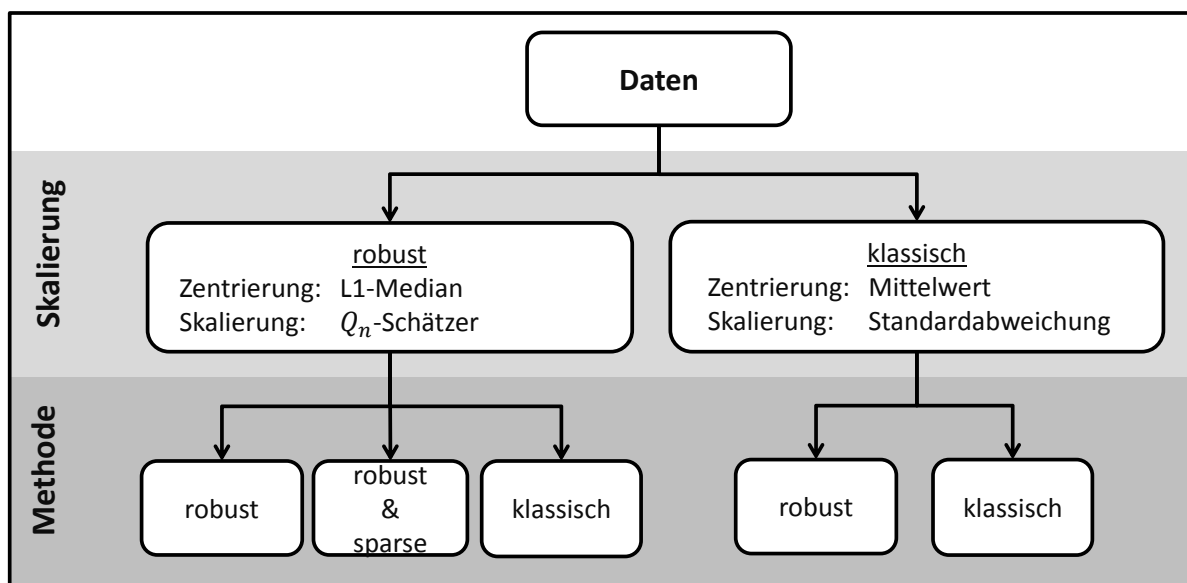 Daten
Skalierung
robust
Zentrierung: L1-Median
Skalierung: Qn-Schätzer
klassisch
Zentrierung: Mittelwert
Skalierung: Standardabweichung
Methode
robust
robust
&
sparse
klassisch
robust
klassisch